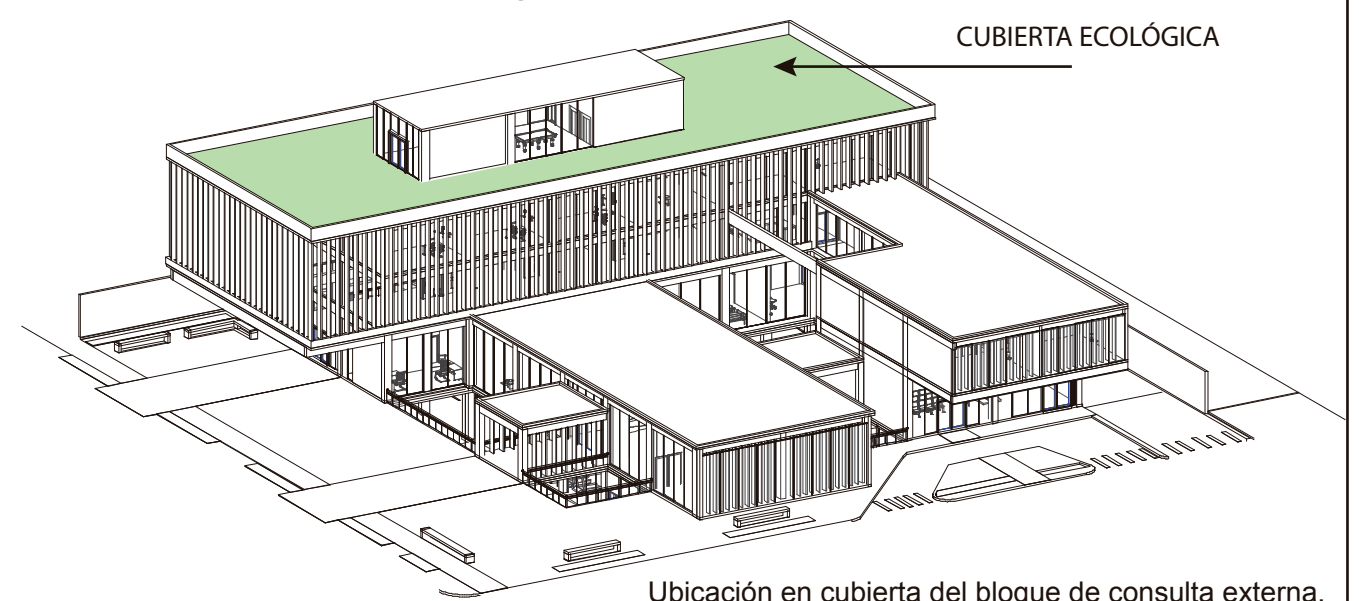 CUBIERTA ECOLÓGICA
Ubicación en cubierta del bloque de consulta externa.